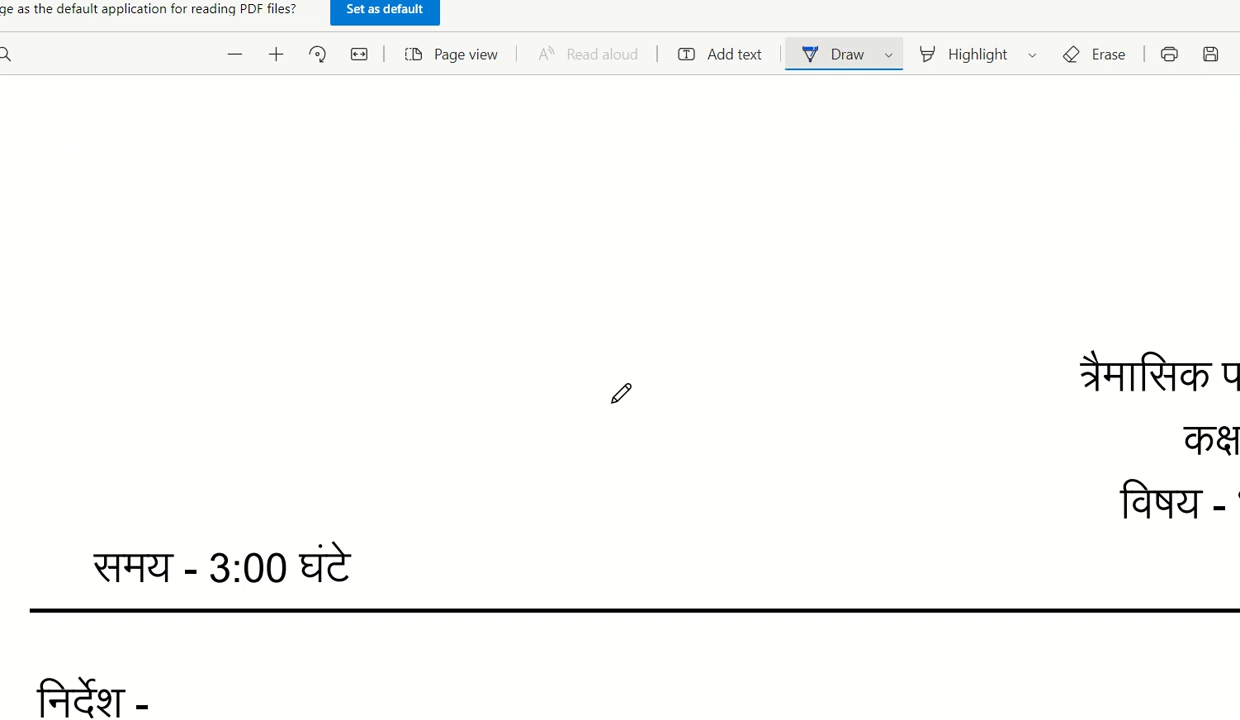 ge as the default application for reading PDF files? Set as default
Page view Read aloud Add text Draw Highlight Erase
त्रैमासिक प
कक्ष
विषय -
समय - 3:00 घंटे
निर्देश -